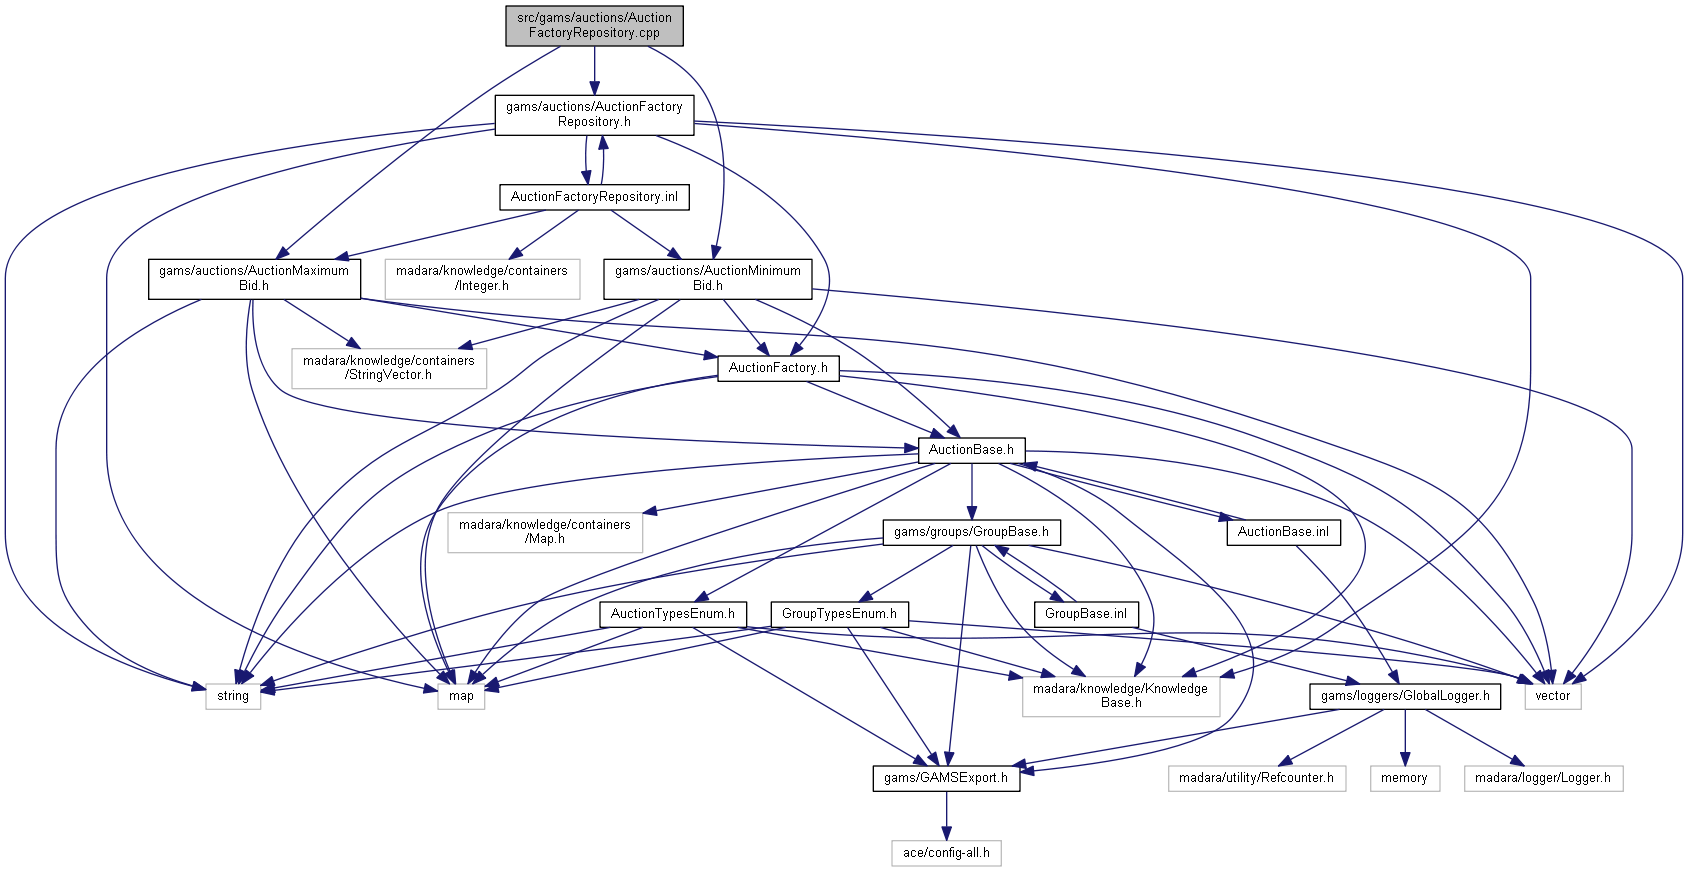 src/gams/auctions/Auction
FactoryRepository.cpp
gams/auctions/AuctionFactory
Repository.h
AuctionFactoryRepository.inl
gams/auctions/AuctionMaximum
Bid.h
madara/knowledge/containers
/Integer.h
gams/auctions/AuctionMinimum
Bid.h
madara/knowledge/containers
/StringVector.h
AuctionFactory.h
AuctionBase.h
madara/knowledge/containers
/Map.h
gams/groups/GroupBase.h
AuctionBase.inl
AuctionTypesEnum.h
GroupTypesEnum.h
GroupBase.inl
string
map
madara/knowledge/Knowledge
Base.h
gams/loggers/GlobalLogger.h
vector
gams/GAMSExport.h
madara/utility/Refcounter.h
memory
madara/logger/Logger.h
ace/config-all.h